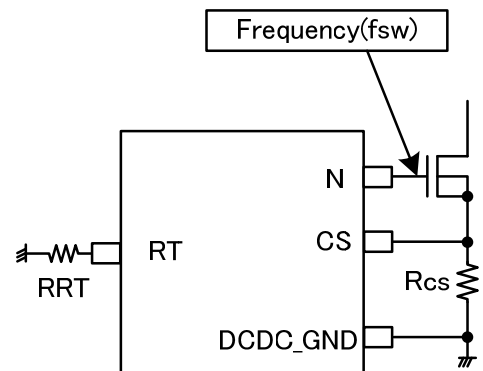 Frequency(fsw)
N
RT
CS
RRT
Rcs
DCDC_GND